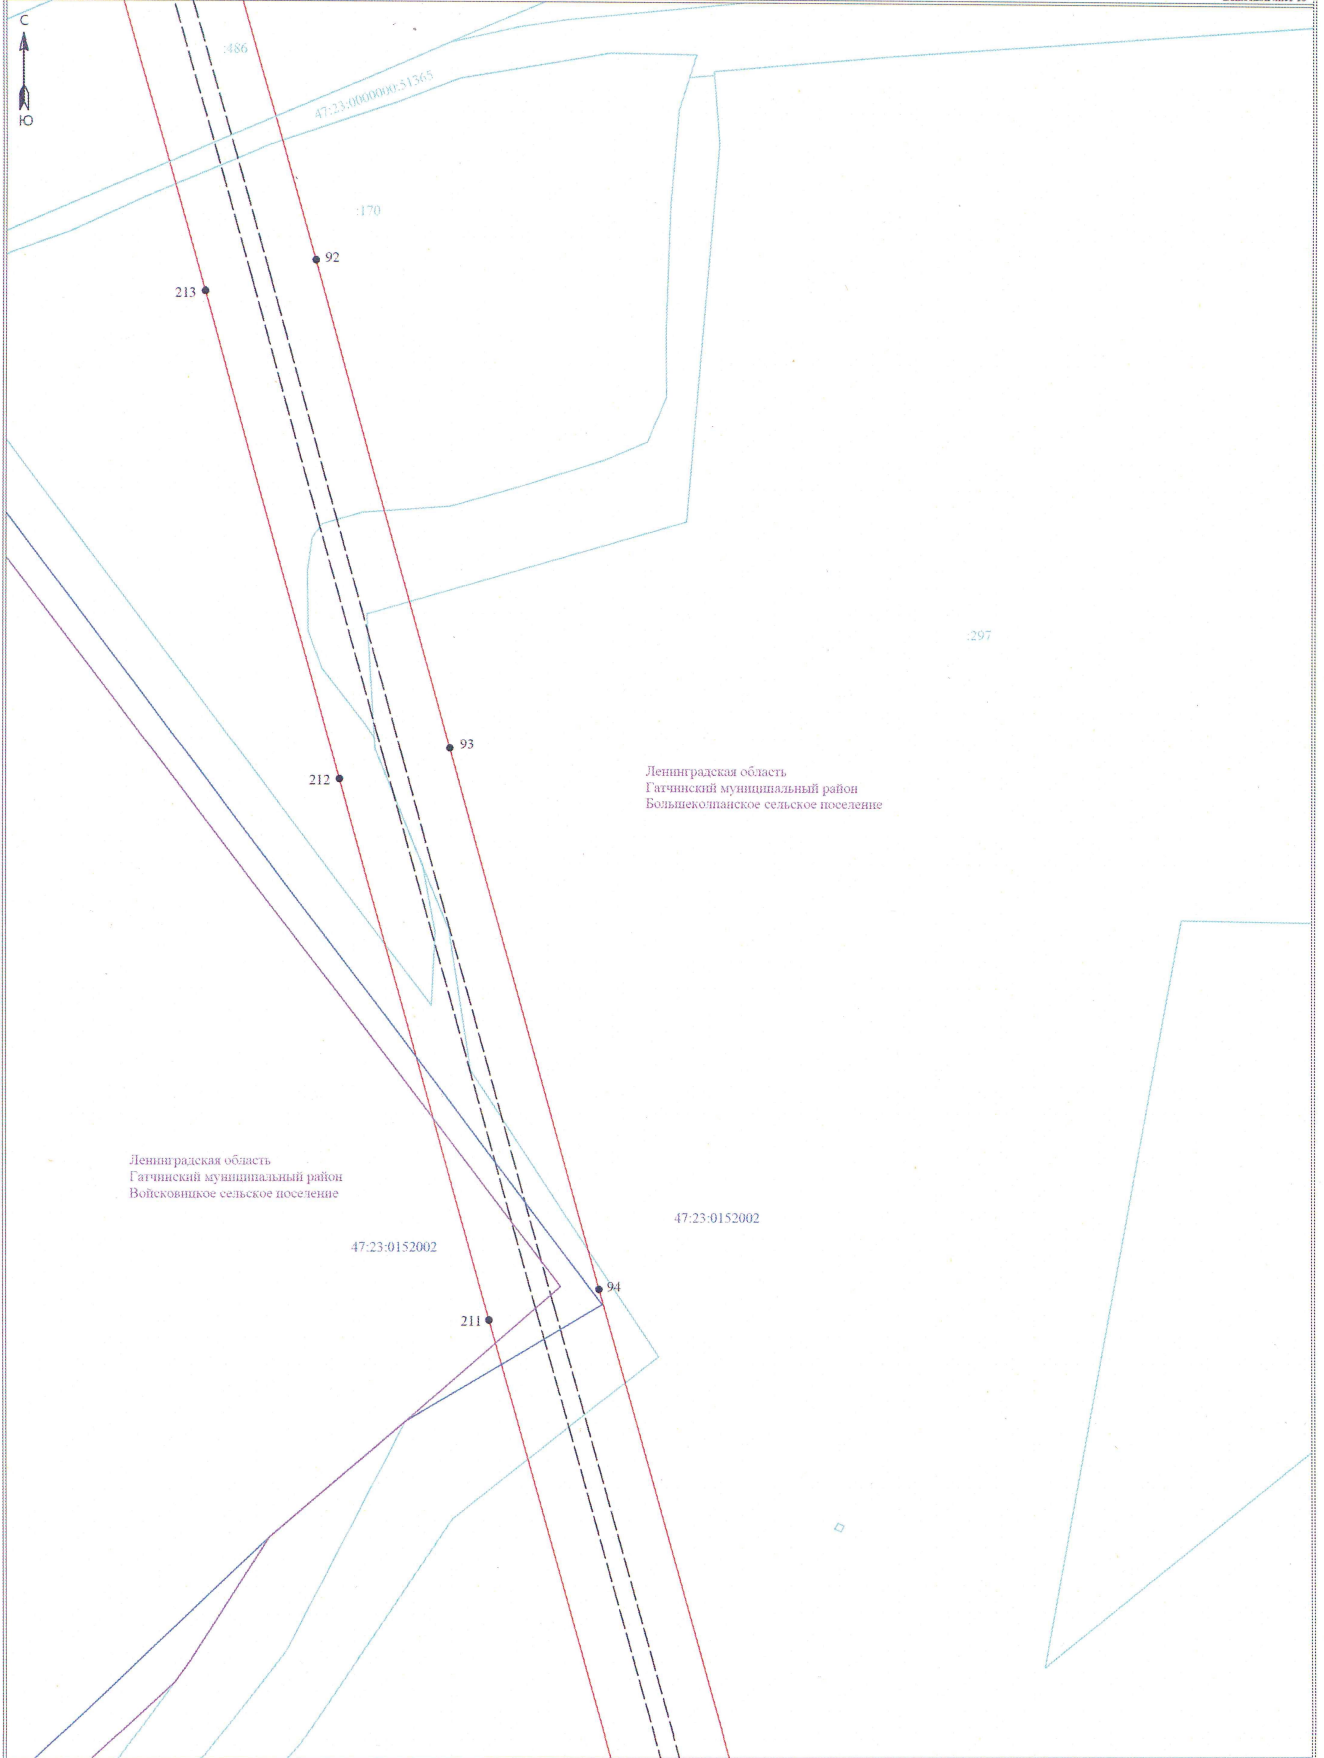 С
Ю
:486
47:23:0000000:51365
:170
92
213
:297
93
212
Ленинградская область
Гатчинский муниципальный район
Большеколпанское сельское поселение
Ленинградская область
Гатчинский муниципальный район
Войсковицкое сельское поселение
47:23:0152002
47:23:0152002
94
211